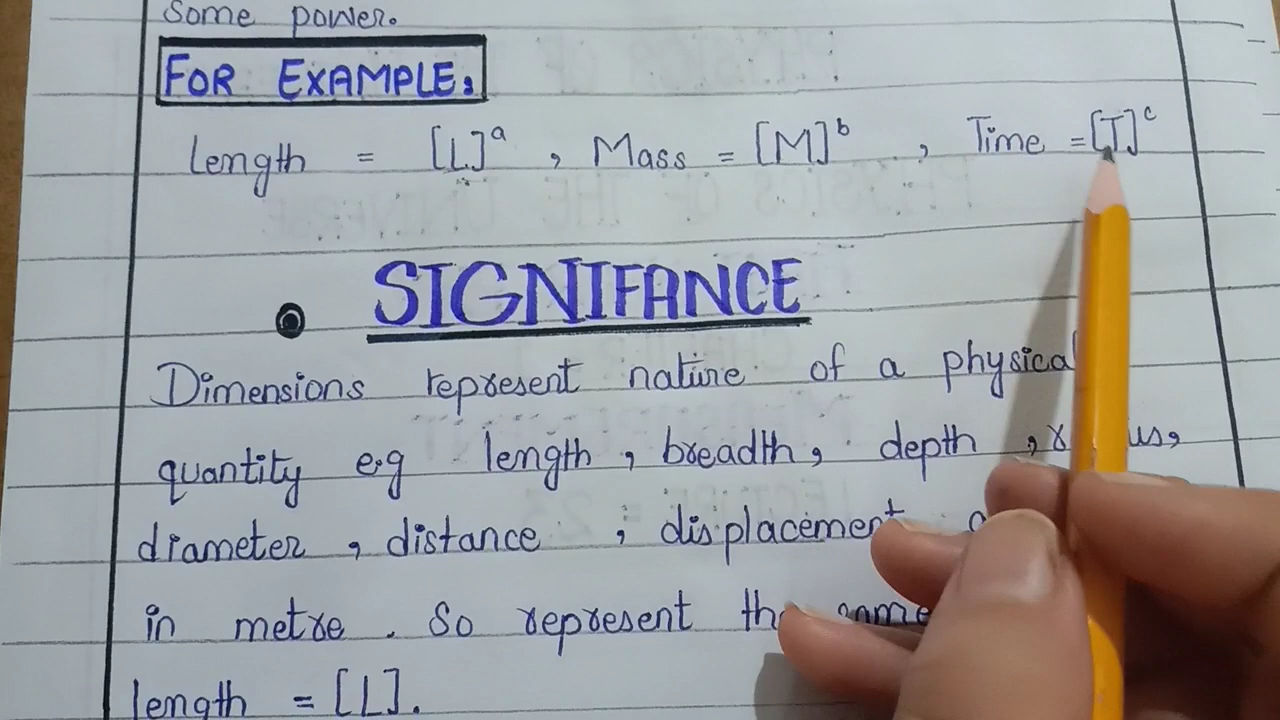 Some power.
FOR EXAMPLE:
Length = [L]ᵃ , Mass = [M]ᵇ , Time = [T]ᶜ
SIGNIFANCE
Dimensions represent nature of a physical
quantity e.g length , breadth, depth ,
diameter , distance , displacement
in metre . So represent
length = [L].